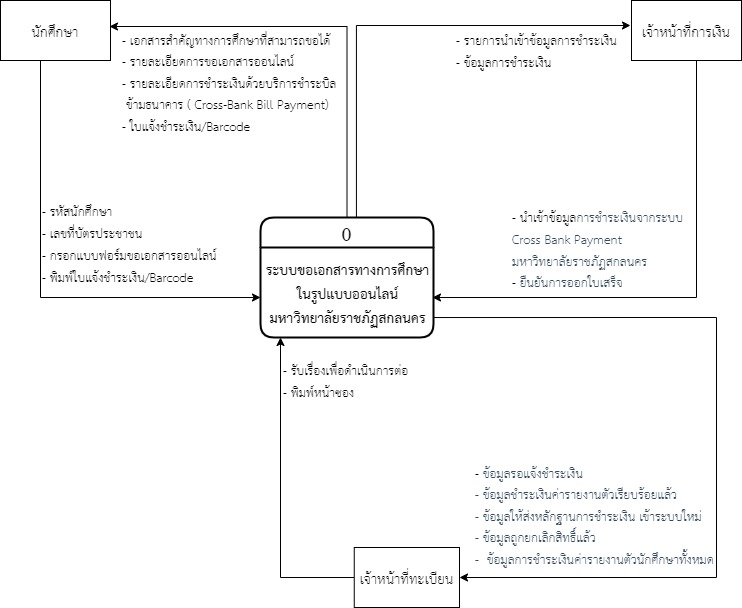 นักศึกษา
เจ้าหน้าที่การเงิน
- เอกสารสำคัญทางการศึกษาที่สามารถขอได้
- รายละเอียดการขอเอกสารออนไลน์
- รายละเอียดการชำระเงินด้วยบริการชำระบิล
ข้ามธนาคาร ( Cross-Bank Bill Payment)
- ใบแจ้งชำระเงิน/Barcode
- รายการนำเข้าข้อมูลการชำระเงิน
- ข้อมูลการชำระเงิน
- รหัสนักศึกษา
- เลขที่บัตรประชาชน
- กรอกแบบฟอร์มขอเอกสารออนไลน์
- พิมพ์ใบแจ้งชำระเงิน/Barcode
0
ระบบขอเอกสารทางการศึกษา
ในรูปแบบออนไลน์
มหาวิทยาลัยราชภัฏสกลนคร
- นำเข้าข้อมูลการชำระเงินจากระบบ
Cross Bank Payment
มหาวิทยาลัยราชภัฏสกลนคร
- ยืนยันการออกใบเสร็จ
- รับเรื่องเพื่อดำเนินการต่อ
- พิมพ์หน้าซอง
- ข้อมูลรอแจ้งชำระเงิน
- ข้อมูลชำระเงินค่ารายงานตัวเรียบร้อยแล้ว
- ข้อมูลให้ส่งหลักฐานการชำระเงิน เข้าระบบใหม่
- ข้อมูลถูกยกเลิกสิทธิ์แล้ว
- ข้อมูลการชำระเงินค่ารายงานตัวนักศึกษาทั้งหมด
เจ้าหน้าที่ทะเบียน